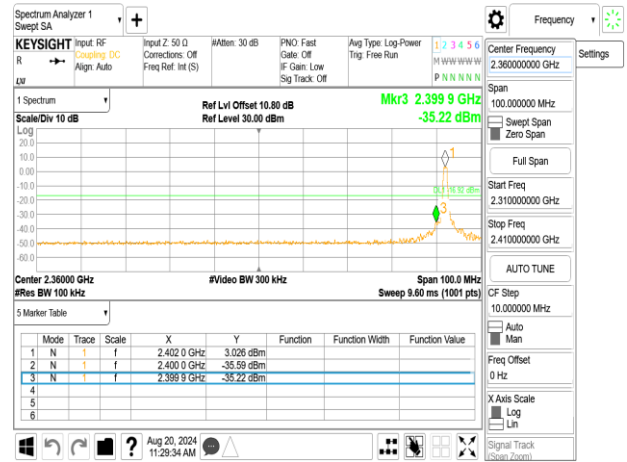 Spectrum Analyzer 1
Swept SA
Frequency
KEYSIGHT Input: RF Input Z: 50 Ω #Atten: 30 dB PNO: Fast Avg Type: Log-Power 1 2 3 4 5 6
R Coupling: DC Corrections: Off Gate: Off Trig: Free Run M W W W W W
Align: Auto Freq Ref: Int (S) IF Gain: Low
Sig Track: Off P N N N N N
1 Spectrum Ref Lvl Offset 10.80 dB Mkr3 2.399 9 GHz
Scale/Div 10 dB Ref Level 30.00 dBm -35.22 dBm
Log
20.0
10.0
0.00
-10.0
-20.0
-30.0
-40.0
-50.0
-60.0
1
3
Center 2.36000 GHz #Video BW 300 kHz Span 100.0 MHz
#Res BW 100 kHz Sweep 9.60 ms (1001 pts)
5 Marker Table
Mode Trace Scale X Y Function Function Width Function Value
1 N 1 f 2.402 0 GHz 3.026 dBm
2 N 1 f 2.400 0 GHz -35.59 dBm
3 N 1 f 2.399 9 GHz -35.22 dBm
4
5
6
Aug 20, 2024
11:29:34 AM
Center Frequency
2.360000000 GHz
Settings
Span
100.000000 MHz
Swept Span
Zero Span
Full Span
Start Freq
2.310000000 GHz
Stop Freq
2.410000000 GHz
AUTO TUNE
CF Step
10.000000 MHz
Auto
Man
Freq Offset
0 Hz
X Axis Scale
Log
Lin
Signal Track
(Span Zoom)